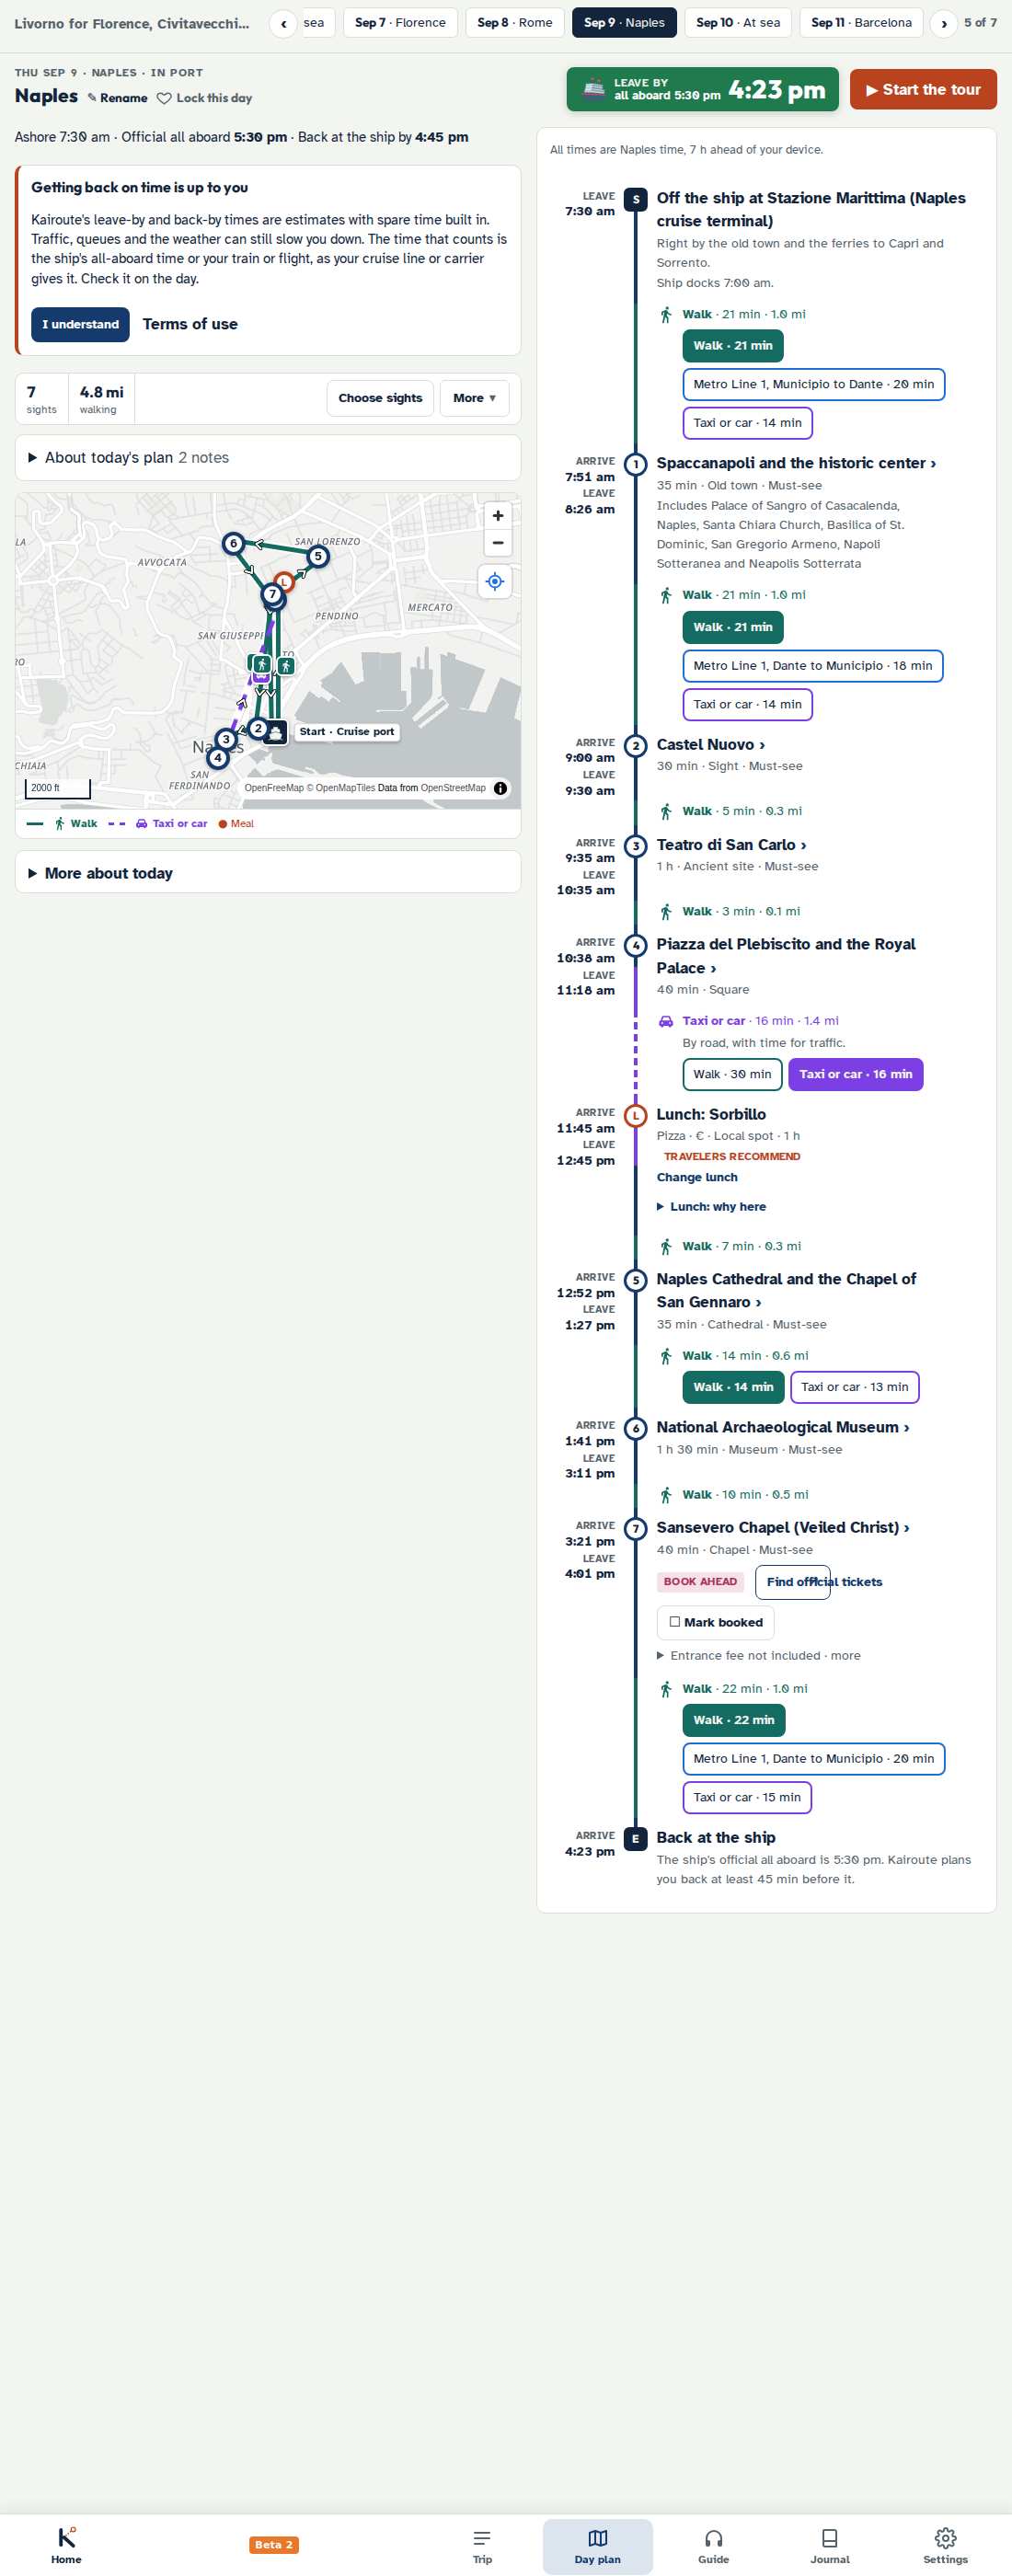 Livorno for Florence, Civitavecchi...
‹
sea
Sep 7 · Florence
Sep 8 · Rome
Sep 9 · Naples
Sep 10 · At sea
Sep 11 · Barcelona
›
5 of 7
THU SEP 9 · NAPLES · IN PORT
Naples ✎ Rename Lock this day
LEAVE BY
all aboard 5:30 pm 4:23 pm
▶ Start the tour
Ashore 7:30 am · Official all aboard 5:30 pm · Back at the ship by 4:45 pm
Getting back on time is up to you
Kairoute's leave-by and back-by times are estimates with spare time built in.
Traffic, queues and the weather can still slow you down. The time that counts is
the ship's all-aboard time or your train or flight, as your cruise line or carrier
gives it. Check it on the day.
I understand
Terms of use
7
sights
4.8 mi
walking
Choose sights
More ▼
▶ About today's plan 2 notes
LA
AVVOCATA
SAN LORENZO
PENDINO
MERCATO
SAN GIUSEPPE
TO
RO
CHIAIA
SAN
FERDINANDO
6
5
L
7
2
3
4
Start · Cruise port
+
−
2000 ft
OpenFreeMap © OpenMapTiles Data from OpenStreetMap
Walk
Taxi or car
Meal
▶ More about today
All times are Naples time, 7 h ahead of your device.
LEAVE
7:30 am
S
Off the ship at Stazione Marittima (Naples
cruise terminal)
Right by the old town and the ferries to Capri and
Sorrento.
Ship docks 7:00 am.
Walk · 21 min · 1.0 mi
Walk · 21 min
Metro Line 1, Municipio to Dante · 20 min
Taxi or car · 14 min
ARRIVE
7:51 am
LEAVE
8:26 am
1
Spaccanapoli and the historic center ›
35 min · Old town · Must-see
Includes Palace of Sangro of Casacalenda,
Naples, Santa Chiara Church, Basilica of St.
Dominic, San Gregorio Armeno, Napoli
Sotteranea and Neapolis Sotterrata
Walk · 21 min · 1.0 mi
Walk · 21 min
Metro Line 1, Dante to Municipio · 18 min
Taxi or car · 14 min
ARRIVE
9:00 am
LEAVE
9:30 am
2
Castel Nuovo ›
30 min · Sight · Must-see
Walk · 5 min · 0.3 mi
ARRIVE
9:35 am
LEAVE
10:35 am
3
Teatro di San Carlo ›
1 h · Ancient site · Must-see
Walk · 3 min · 0.1 mi
ARRIVE
10:38 am
LEAVE
11:18 am
4
Piazza del Plebiscito and the Royal
Palace ›
40 min · Square
Taxi or car · 16 min · 1.4 mi
By road, with time for traffic.
Walk · 30 min
Taxi or car · 16 min
ARRIVE
11:45 am
LEAVE
12:45 pm
L
Lunch: Sorbillo
Pizza · € · Local spot · 1 h
TRAVELERS RECOMMEND
Change lunch
▶ Lunch: why here
Walk · 7 min · 0.3 mi
ARRIVE
12:52 pm
LEAVE
1:27 pm
5
Naples Cathedral and the Chapel of
San Gennaro ›
35 min · Cathedral · Must-see
Walk · 14 min · 0.6 mi
Walk · 14 min
Taxi or car · 13 min
ARRIVE
1:41 pm
LEAVE
3:11 pm
6
National Archaeological Museum ›
1 h 30 min · Museum · Must-see
Walk · 10 min · 0.5 mi
ARRIVE
3:21 pm
LEAVE
4:01 pm
7
Sansevero Chapel (Veiled Christ) ›
40 min · Chapel · Must-see
BOOK AHEAD
Find official tickets
☐ Mark booked
▶ Entrance fee not included · more
Walk · 22 min · 1.0 mi
Walk · 22 min
Metro Line 1, Dante to Municipio · 20 min
Taxi or car · 15 min
ARRIVE
4:23 pm
E
Back at the ship
The ship's official all aboard is 5:30 pm. Kairoute plans
you back at least 45 min before it.
Home
Beta 2
Trip
Day plan
Guide
Journal
Settings